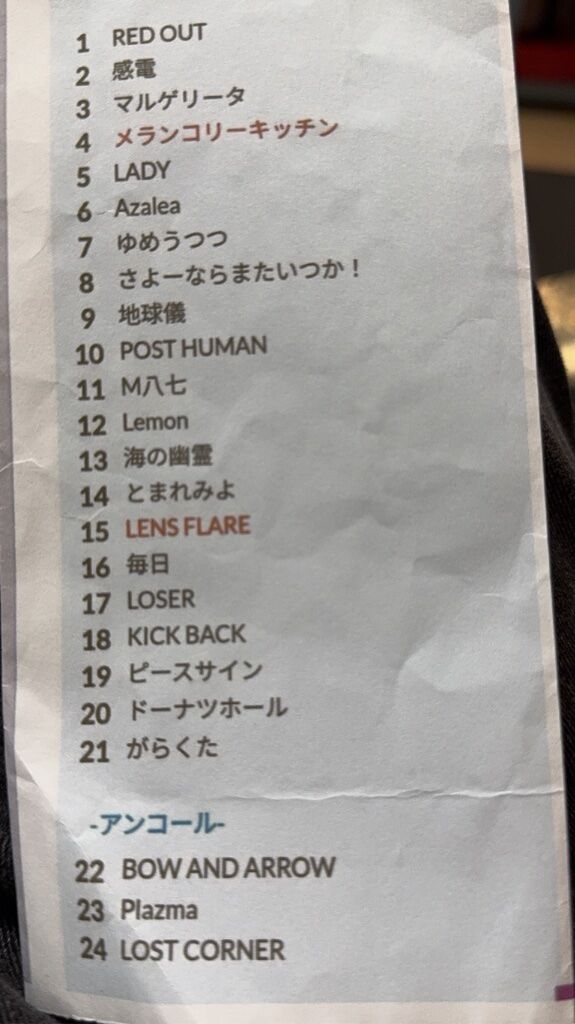 1 RED OUT
2 感電
3 マルゲリータ
4 メランコリーキッチン
5 LADY
6 Azalea
7 ゆめうつつ
8 さよーならまたいつか！
9 地球儀
10 POST HUMAN
11 M八七
12 Lemon
13 海の幽霊
14 とまれみよ
15 LENS FLARE
16 毎日
17 LOSER
18 KICK BACK
19 ピースサイン
20 ドーナツホール
21 がらくた
-アンコール-
22 BOW AND ARROW
23 Plazma
24 LOST CORNER